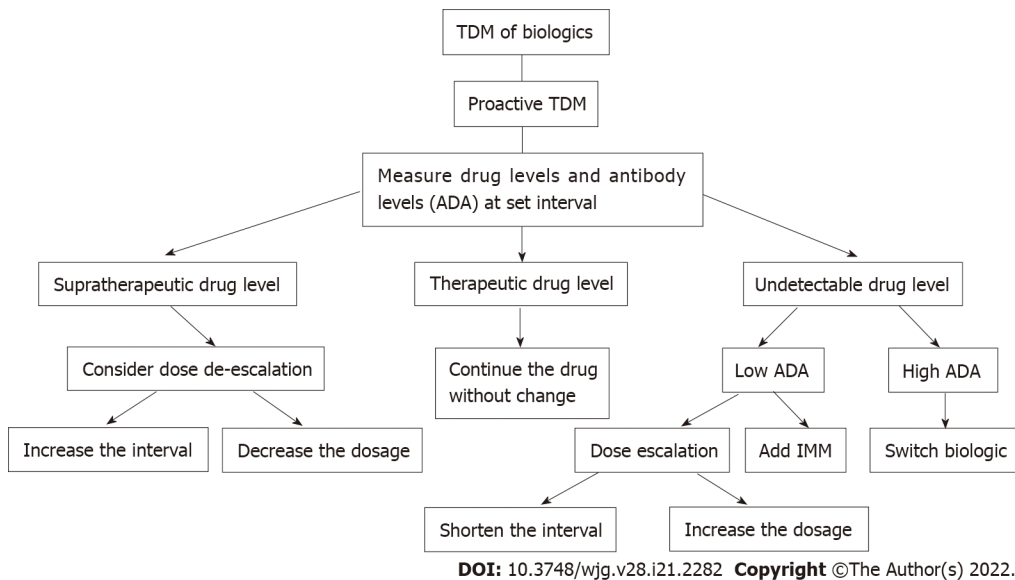 TDM of biologics
Proactive TDM
Measure drug levels and antibody
levels (ADA) at set interval
Supratherapeutic drug level
Therapeutic drug level
Undetectable drug level
Consider dose de-escalation
Continue the drug
without change
Low ADA
High ADA
Increase the interval
Decrease the dosage
Dose escalation
Add IMM
Switch biologic
Shorten the interval
Increase the dosage
DOI: 10.3748/wjg.v28.i21.2282 Copyright ©The Author(s) 2022.